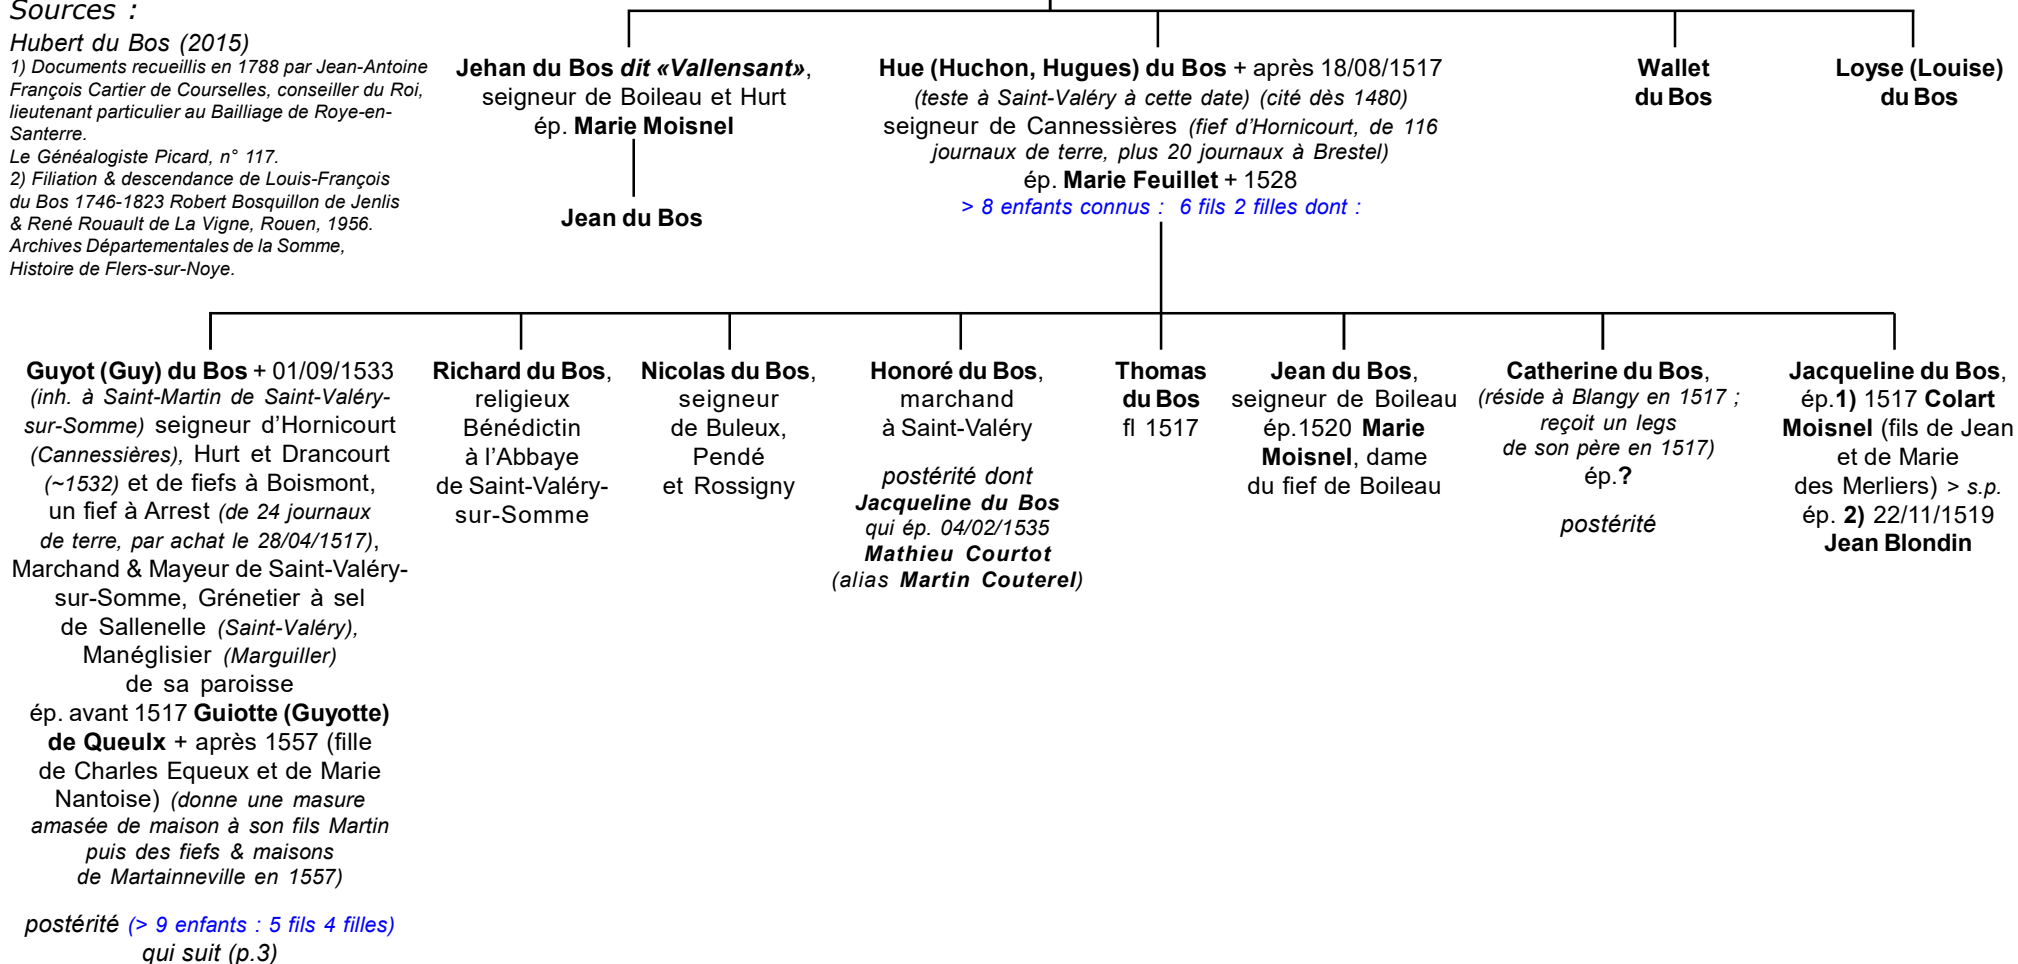 Sources :
Hubert du Bos (2015)
1) Documents recueillis en 1788 par Jean-Antoine
François Cartier de Courselles, conseiller du Roi,
lieutenant particulier au Bailliage de Roye-en-
Santerre.
Le Généalogiste Picard, n° 117.
2) Filiation & descendance de Louis-François
du Bos 1746-1823 Robert Bosquillon de Jenlis
& René Rouault de La Vigne, Rouen, 1956.
Archives Départementales de la Somme,
Histoire de Flers-sur-Noye.
Jehan du Bos dit «Vallensant»,
seigneur de Boileau et Hurt
ép. Marie Moisnel
Jean du Bos
Hue (Huchon, Hugues) du Bos + après 18/08/1517
(teste à Saint-Valéry à cette date) (cité dès 1480)
seigneur de Cannessières (fief d'Hornicourt, de 116
journaux de terre, plus 20 journaux à Brestel)
ép. Marie Feuillet + 1528
> 8 enfants connus : 6 fils 2 filles dont :
Wallet
du Bos
Loyse (Louise)
du Bos
Guyot (Guy) du Bos + 01/09/1533
(inh. à Saint-Martin de Saint-Valéry-
sur-Somme) seigneur d'Hornicourt
(Cannessières), Hurt et Drancourt
(~1532) et de fiefs à Boismont,
un fief à Arrest (de 24 journaux
de terre, par achat le 28/04/1517),
Marchand & Mayeur de Saint-Valéry-
sur-Somme, Grénetier à sel
de Sallenelle (Saint-Valéry),
Manéglisier (Marguiller)
de sa paroisse
ép. avant 1517 Guiotte (Guyotte)
de Queulx + après 1557 (fille
de Charles Equeux et de Marie
Nantoise) (donne une masure
amasée de maison à son fils Martin
puis des fiefs & maisons
de Martainneville en 1557)
postérité (> 9 enfants : 5 fils 4 filles)
qui suit (p.3)
Richard du Bos,
religieux
Bénédictin
à l'Abbaye
de Saint-Valéry-
sur-Somme
Nicolas du Bos,
seigneur
de Buleux,
Pendé
et Rossigny
Honoré du Bos,
marchand
à Saint-Valéry
postérité dont
Jacqueline du Bos
qui ép. 04/02/1535
Mathieu Courtot
(alias Martin Couterel)
Thomas
du Bos
fl 1517
Jean du Bos,
seigneur de Boileau
ép.1520 Marie
Moisnel, dame
du fief de Boileau
Catherine du Bos,
(réside à Blangy en 1517 ;
reçoit un legs
de son père en 1517)
ép.?
postérité
Jacqueline du Bos,
ép.1) 1517 Colart
Moisnel (fils de Jean
et de Marie
des Merliers) > s.p.
ép. 2) 22/11/1519
Jean Blondin